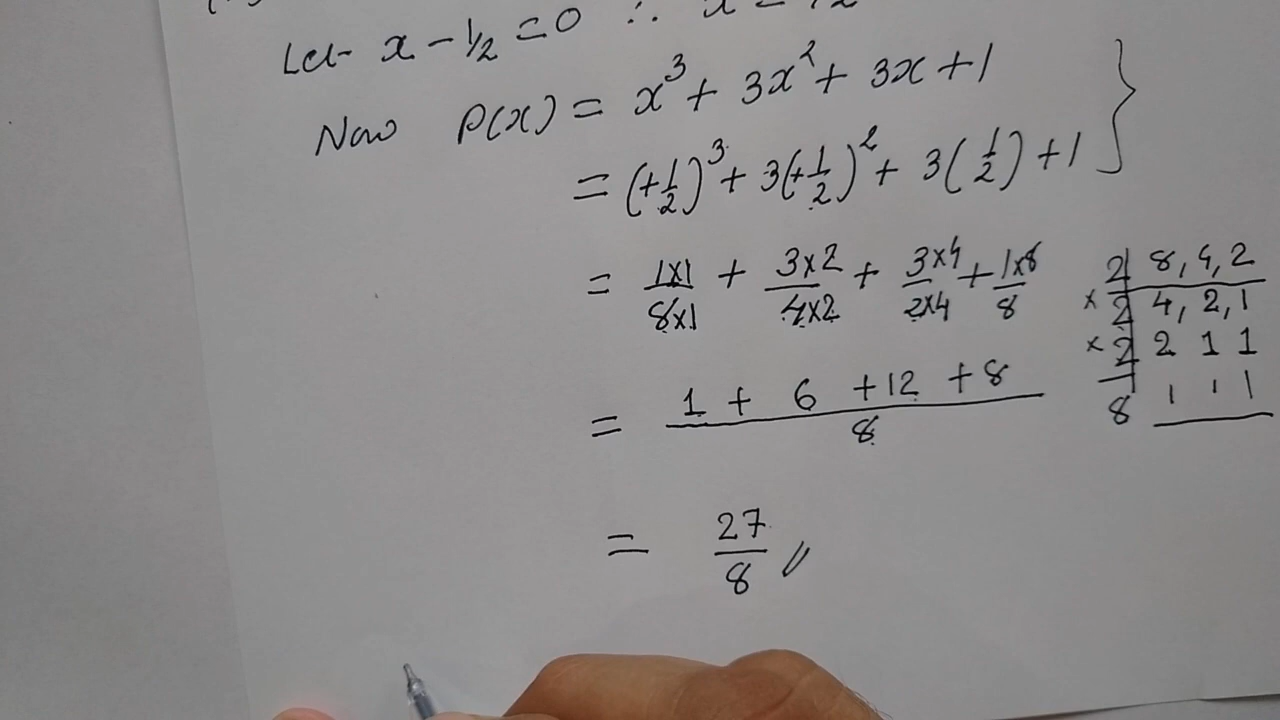 Let x - 1/2 = 0 ∴ x = 1/2
Now P(x) = x³ + 3x² + 3x + 1 }
= (+1/2)³ + 3(+1/2)² + 3(1/2) + 1
= 1x1/8x1 + 3x2/4x2 + 3x4/2x4 + 1x8/8
2 | 8, 4, 2
x 2 | 4, 2, 1
x 2 | 2 1 1
8 1 1 1
= 1 + 6 + 12 + 8 / 8
= 27/8 //